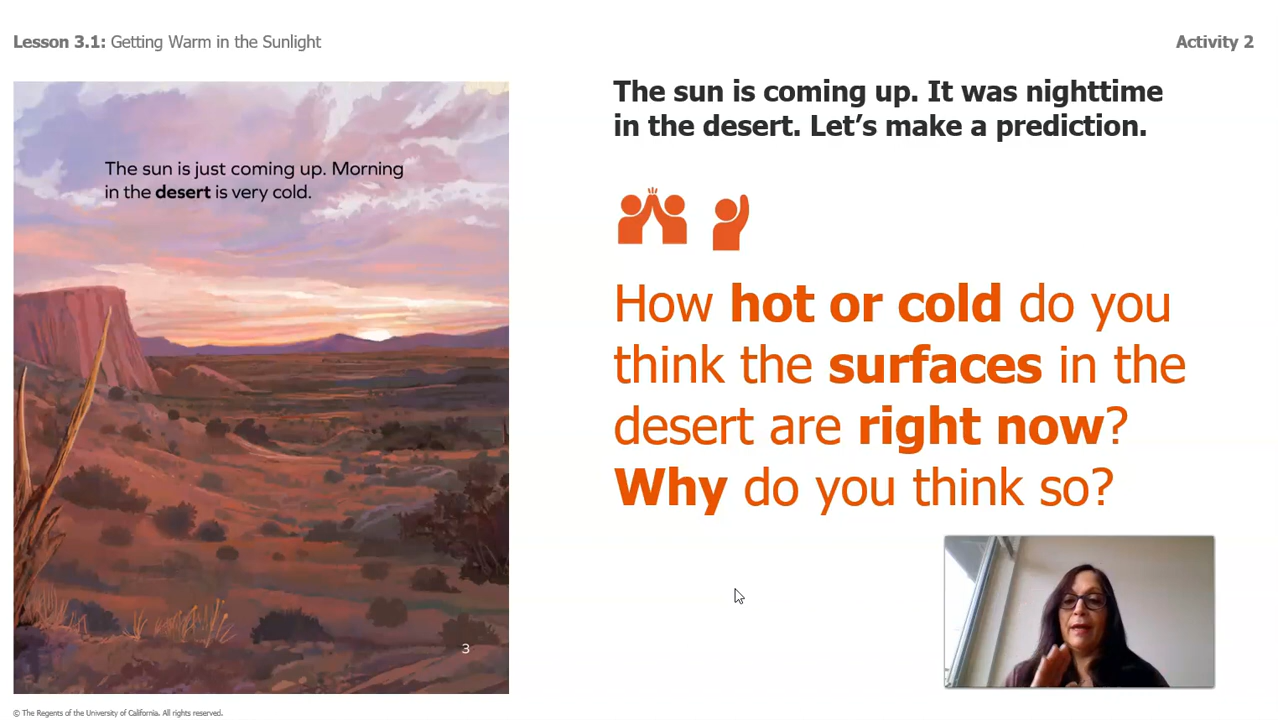 Lesson 3.1: Getting Warm in the Sunlight
Activity 2
The sun is just coming up. Morning
in the desert is very cold.
3
The sun is coming up. It was nighttime
in the desert. Let’s make a prediction.
How hot or cold do you
think the surfaces in the
desert are right now?
Why do you think so?
© The Regents of the University of California. All rights reserved.